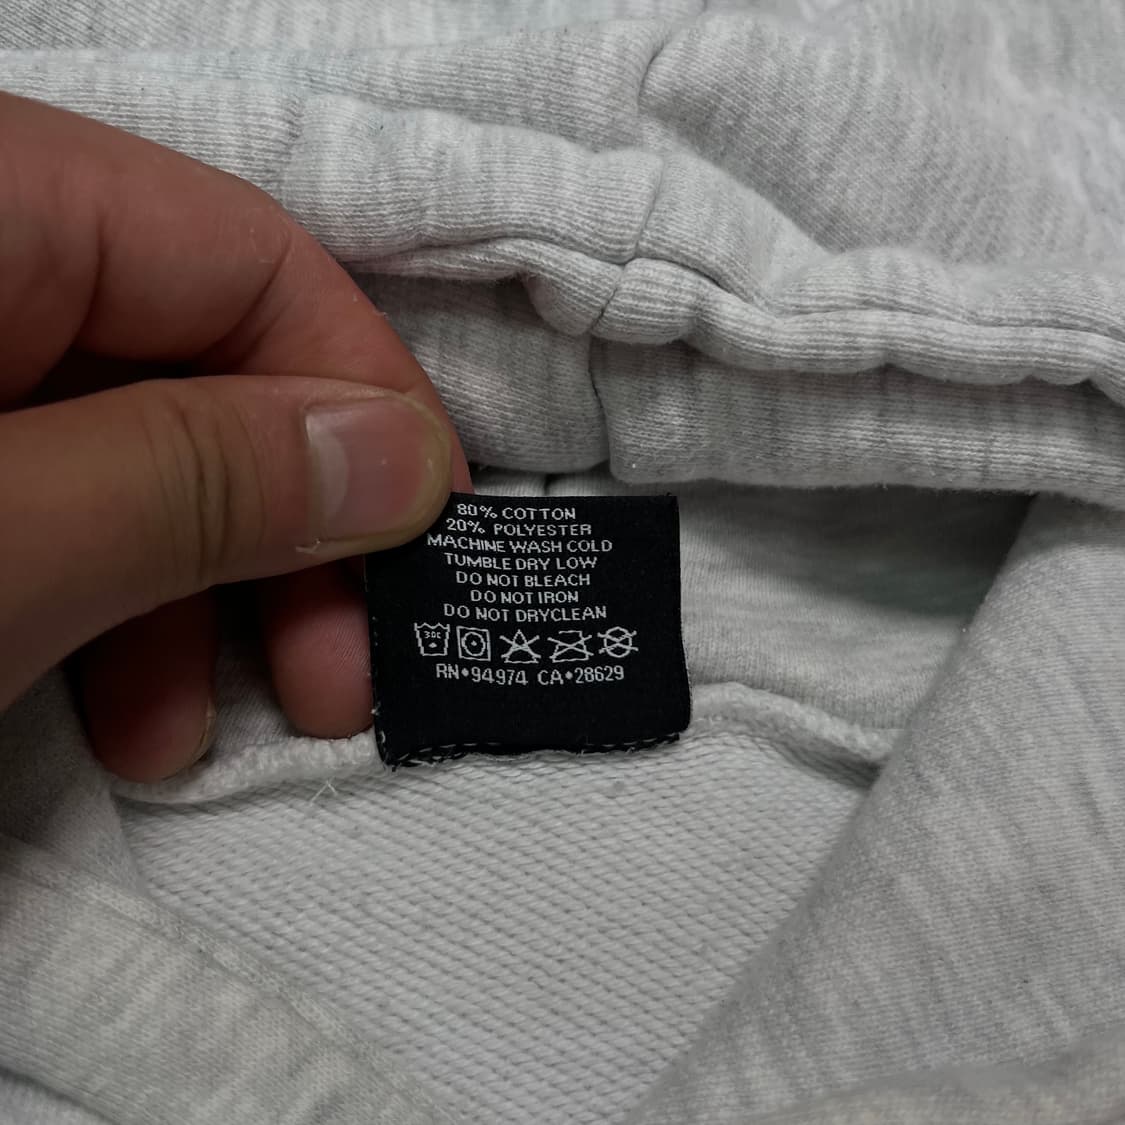 80% COTTON
20% POLYESTER
MACHINE WASH COLD
TUMBLE DRY LOW
DO NOT BLEACH
DO NOT IRON
DO NOT DRYCLEAN
30C
RN•94974 CA•28629